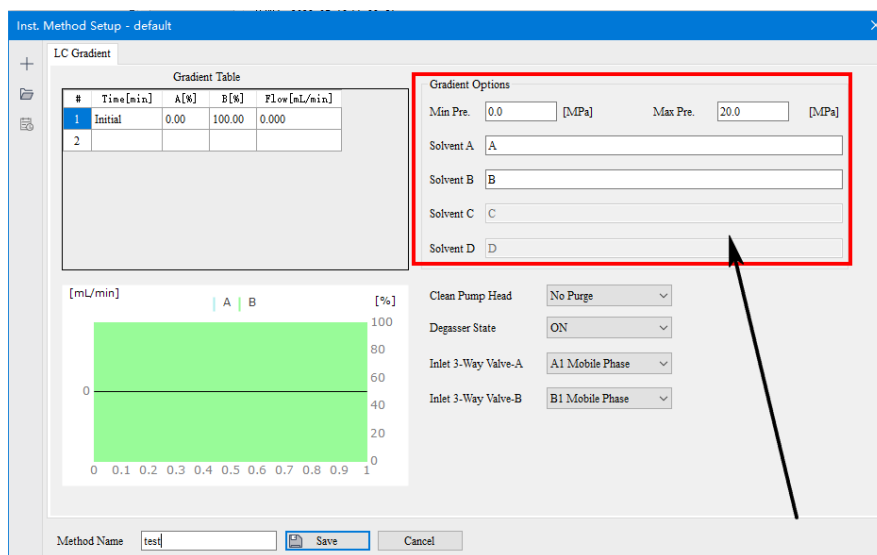 Inst. Method Setup - default
LC Gradient
Gradient Table
# Time[min] A[%] B[%] Flow[mL/min]
1 Initial 0.00 100.00 0.000
2
Gradient Options
Min Pre. 0.0 [MPa] Max Pre. 20.0 [MPa]
Solvent A A
Solvent B B
Solvent C C
Solvent D D
[mL/min] A B [%]
100
80
60
0
40
20
0
0 0.1 0.2 0.3 0.4 0.5 0.6 0.7 0.8 0.9 1
Clean Pump Head No Purge
Degasser State ON
Inlet 3-Way Valve-A A1 Mobile Phase
Inlet 3-Way Valve-B B1 Mobile Phase
Method Name test Save Cancel